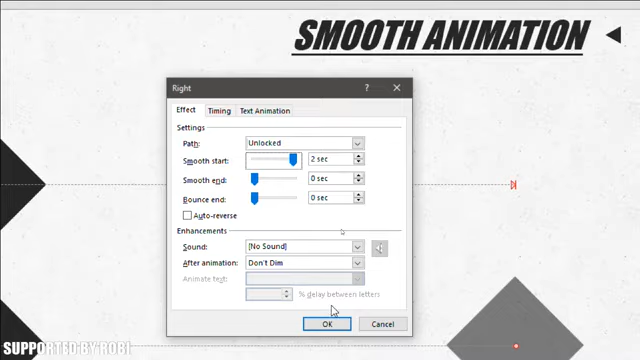 SMOOTH ANIMATION
Right
Effect Timing Text Animation
Settings
Path: Unlocked
Smooth start: 2 sec
Smooth end: 0 sec
Bounce end: 0 sec
Auto-reverse
Enhancements
Sound: [No Sound]
After animation: Don't Dim
Animate text:
% delay between letters
OK Cancel
SUPPORTED BY ROBI